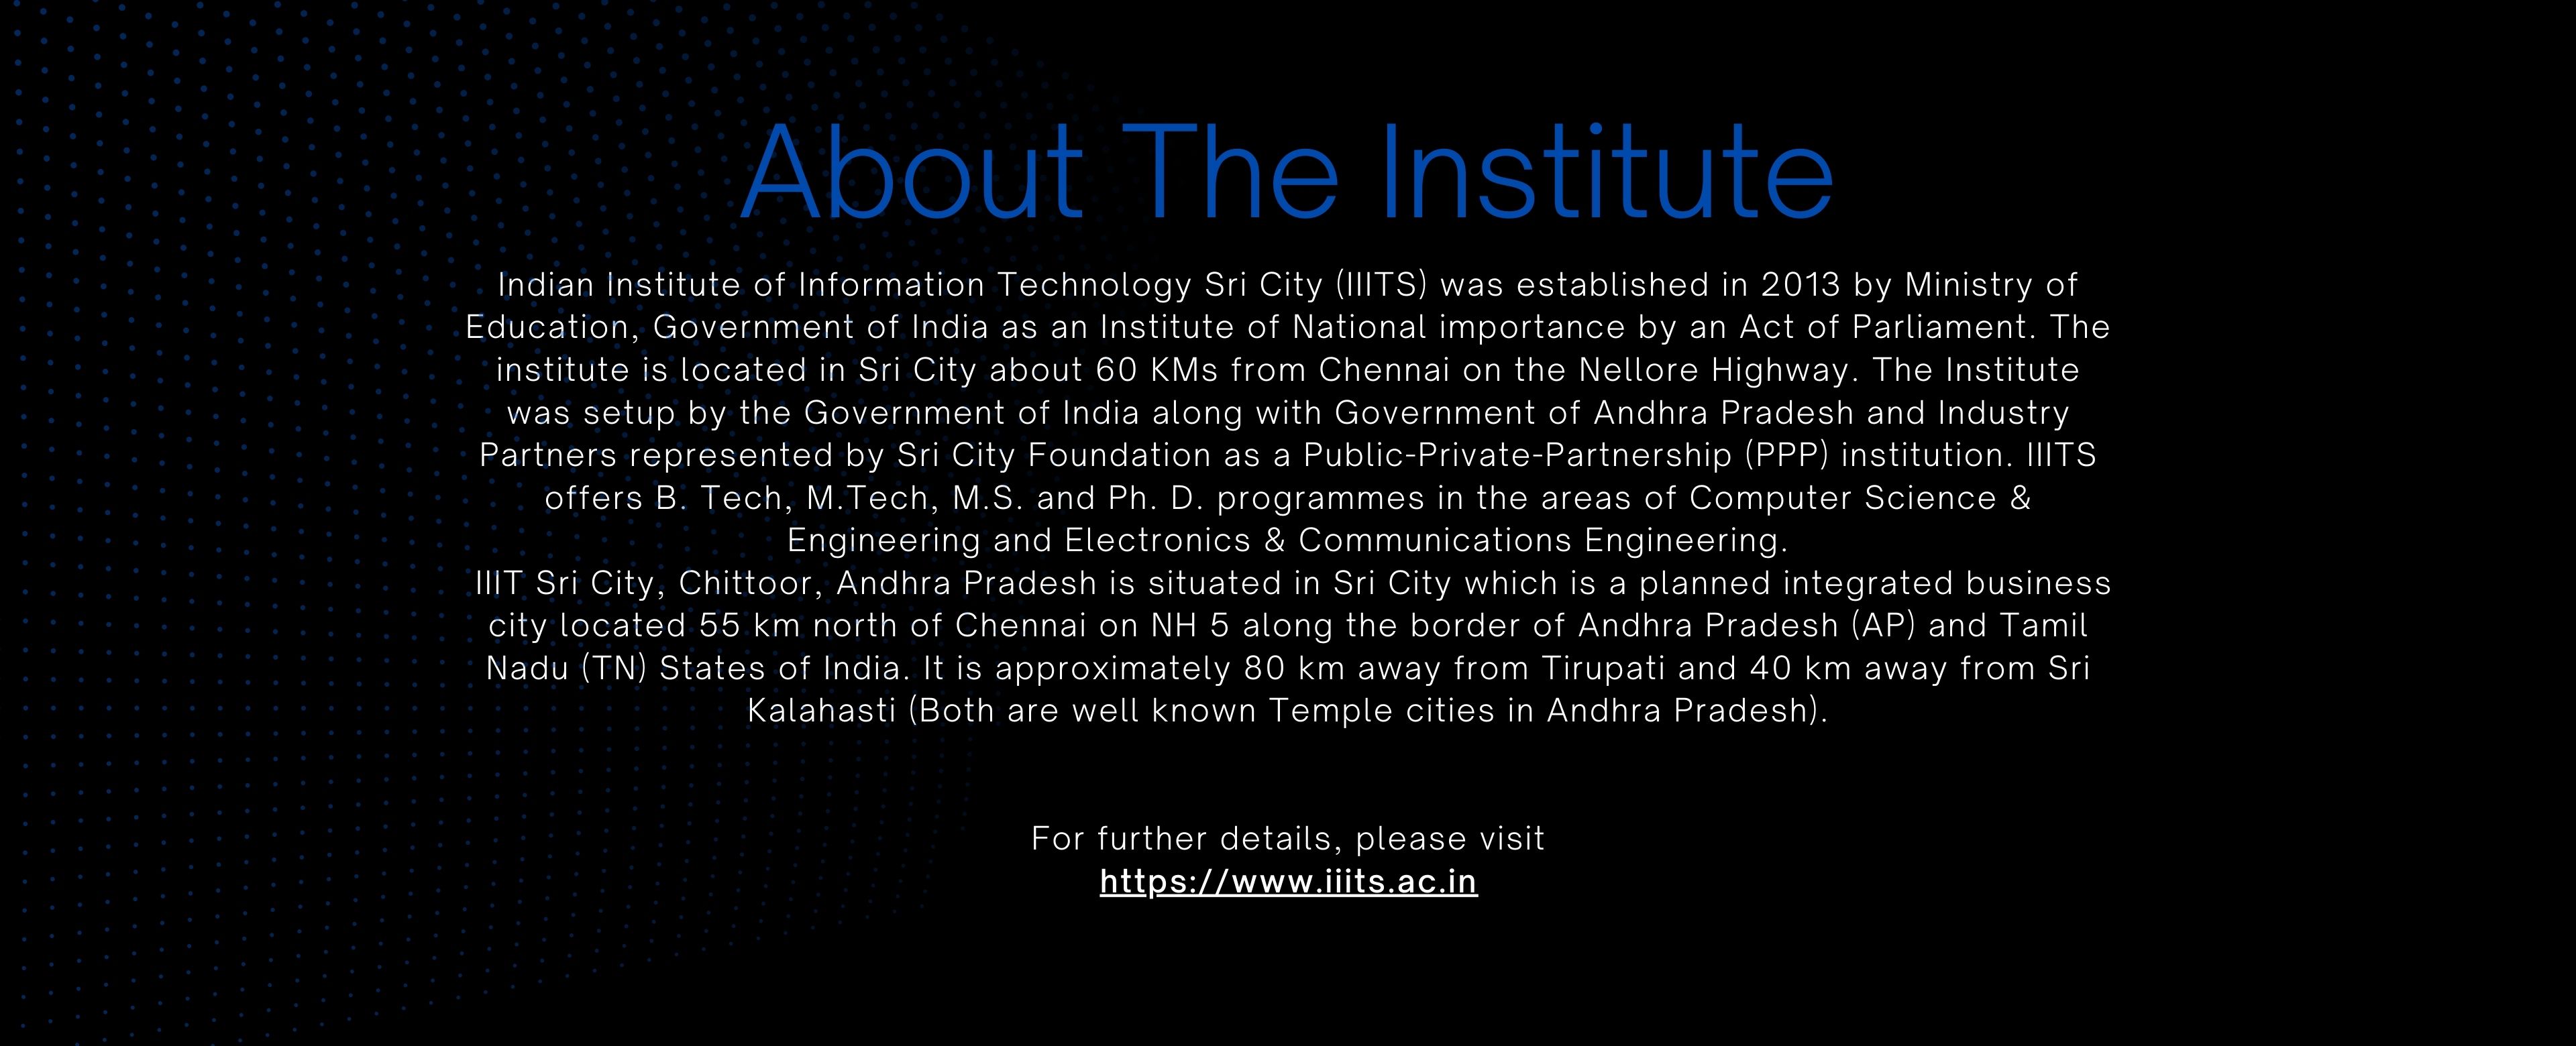 About The Institute
Indian Institute of Information Technology Sri City (IIITS) was established in 2013 by Ministry of
Education, Government of India as an Institute of National importance by an Act of Parliament. The
institute is located in Sri City about 60 KMs from Chennai on the Nellore Highway. The Institute
was setup by the Government of India along with Government of Andhra Pradesh and Industry
Partners represented by Sri City Foundation as a Public-Private-Partnership (PPP) institution. IIITS
offers B. Tech, M.Tech, M.S. and Ph. D. programmes in the areas of Computer Science &
Engineering and Electronics & Communications Engineering.
IIIT Sri City, Chittoor, Andhra Pradesh is situated in Sri City which is a planned integrated business
city located 55 km north of Chennai on NH 5 along the border of Andhra Pradesh (AP) and Tamil
Nadu (TN) States of India. It is approximately 80 km away from Tirupati and 40 km away from Sri
Kalahasti (Both are well known Temple cities in Andhra Pradesh).
For further details, please visit
https://www.iiits.ac.in